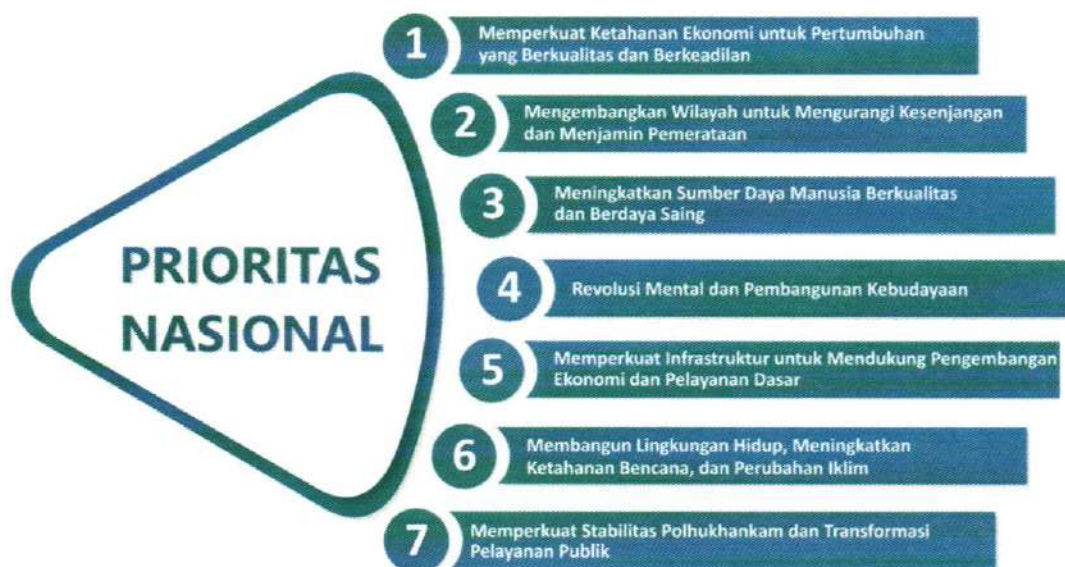 PRIORITAS
NASIONAL
1
Memperkuat Ketahanan Ekonomi untuk Pertumbuhan
yang Berkualitas dan Berkeadilan
2
Mengembangkan Wilayah untuk Mengurangi Kesenjangan
dan Menjamin Pemerataan
3
Meningkatkan Sumber Daya Manusia Berkualitas
dan Berdaya Saing
4
Revolusi Mental dan Pembangunan Kebudayaan
5
Memperkuat Infrastruktur untuk Mendukung Pengembangan
Ekonomi dan Pelayanan Dasar
6
Membangun Lingkungan Hidup, Meningkatkan
Ketahanan Bencana, dan Perubahan Iklim
7
Memperkuat Stabilitas Polhukhankam dan Transformasi
Pelayanan Publik